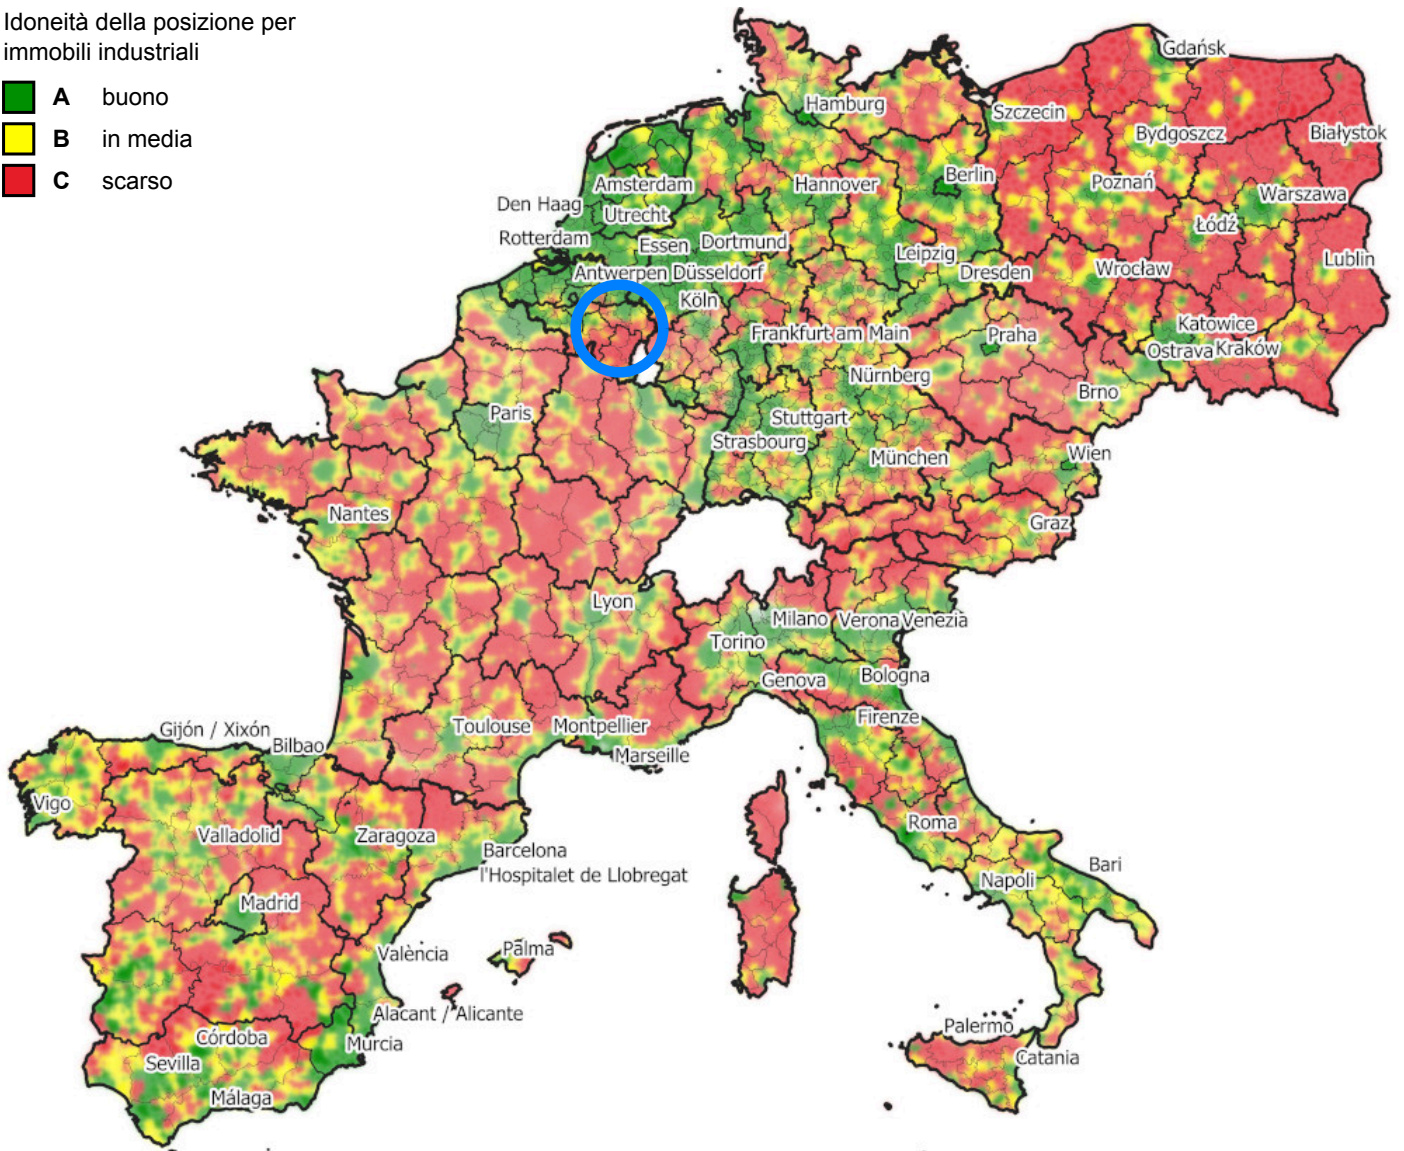 Idoneità della posizione per
immobili industriali
A buono
B in media
C scarso
Gdańsk
Hamburg
Szczecin
Bydgoszcz
Białystok
Amsterdam
Hannover
Berlin
Poznań
Warszawa
Den Haag
Utrecht
Łódź
Rotterdam
Essen
Dortmund
Leipzig
Lublin
Antwerpen
Düsseldorf
Dresden
Wrocław
Köln
Frankfurt am Main
Praha
Katowice
Ostrava
Kraków
Nürnberg
Brno
Paris
Stuttgart
Strasbourg
München
Wien
Nantes
Graz
Lyon
Milano
Verona
Venezia
Torino
Genova
Bologna
Firenze
Gijón / Xixón
Bilbao
Toulouse
Montpellier
Marseille
Vigo
Valladolid
Zaragoza
Roma
Barcelona
l'Hospitalet de Llobregat
Bari
Napoli
Madrid
València
Palma
Alacant / Alicante
Palermo
Córdoba
Murcia
Catania
Sevilla
Málaga